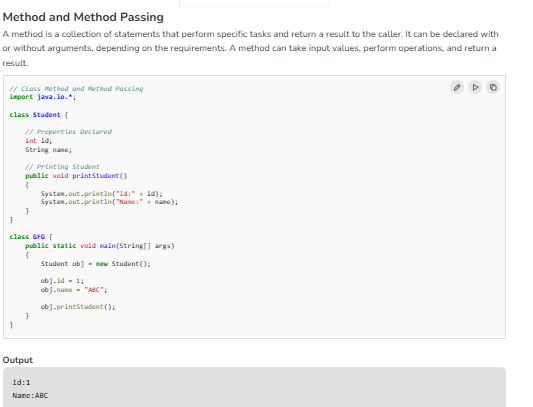 Method and Method Passing
A method is a collection of statements that perform specific tasks and return a result to the caller. It can be declared with
or without arguments, depending on the requirements. A method can take input values, perform operations, and return a
result.
// Class Method and Method Passing
import java.io.*;
class Student {
// Properties Declared
int id;
String name;
// Printing Student
public void printStudent()
{
System.out.println("Id:" + id);
System.out.println("Name:" + name);
}
}
class GFG {
public static void main(String[] args)
{
Student obj = new Student();
obj.id = 1;
obj.name = "ABC";
obj.printStudent();
}
}
Output
Id:1
Name:ABC